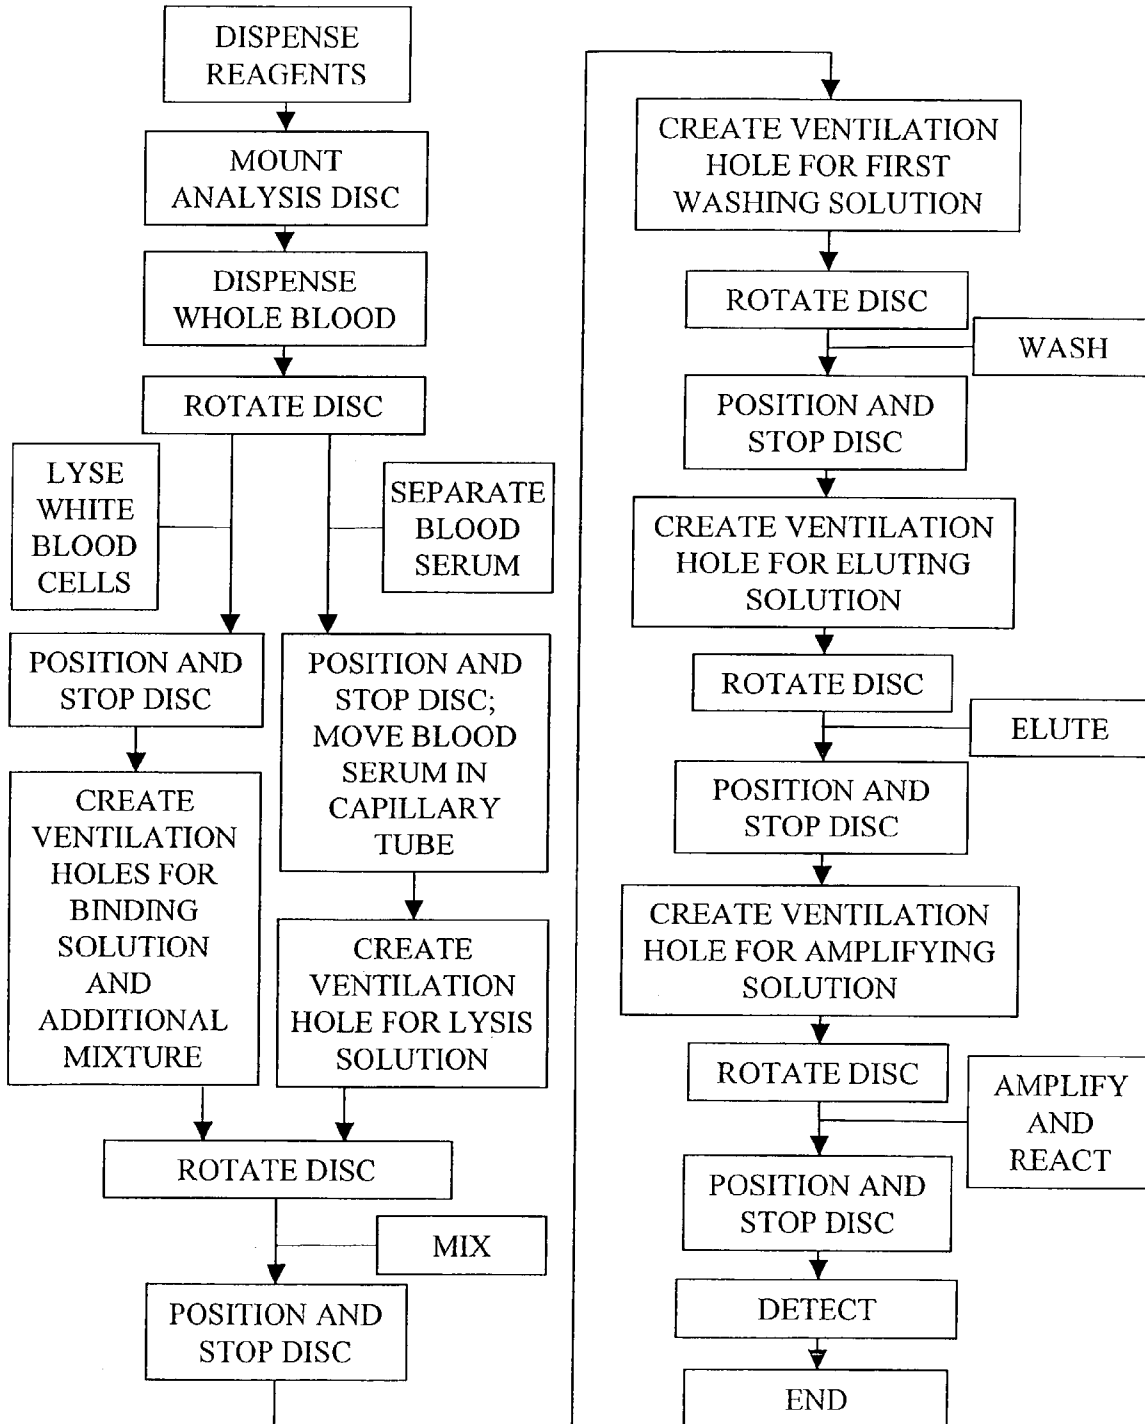 DISPENSE
REAGENTS
MOUNT
ANALYSIS DISC
DISPENSE
WHOLE BLOOD
ROTATE DISC
LYSE
WHITE
BLOOD
CELLS
SEPARATE
BLOOD
SERUM
POSITION AND
STOP DISC
POSITION AND
STOP DISC;
MOVE BLOOD
SERUM IN
CAPILLARY
TUBE
CREATE
VENTILATION
HOLES FOR
BINDING
SOLUTION
AND
ADDITIONAL
MIXTURE
CREATE
VENTILATION
HOLE FOR LYSIS
SOLUTION
ROTATE DISC
MIX
POSITION AND
STOP DISC
CREATE VENTILATION
HOLE FOR FIRST
WASHING SOLUTION
ROTATE DISC
WASH
POSITION AND
STOP DISC
CREATE VENTILATION
HOLE FOR ELUTING
SOLUTION
ROTATE DISC
ELUTE
POSITION AND
STOP DISC
CREATE VENTILATION
HOLE FOR AMPLIFYING
SOLUTION
ROTATE DISC
AMPLIFY
AND
REACT
POSITION AND
STOP DISC
DETECT
END